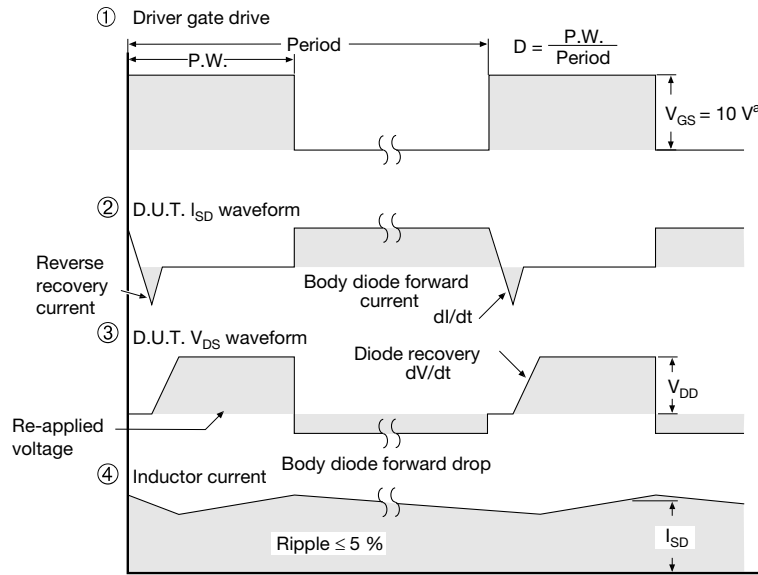 ① Driver gate drive
Period
P.W.
D = P.W. / Period
V_GS = 10 Vᵃ
② D.U.T. I_SD waveform
Reverse
recovery
current
Body diode forward
current
dI/dt
③ D.U.T. V_DS waveform
Diode recovery
dV/dt
V_DD
Re-applied
voltage
Body diode forward drop
④ Inductor current
Ripple ≤ 5 %
I_SD